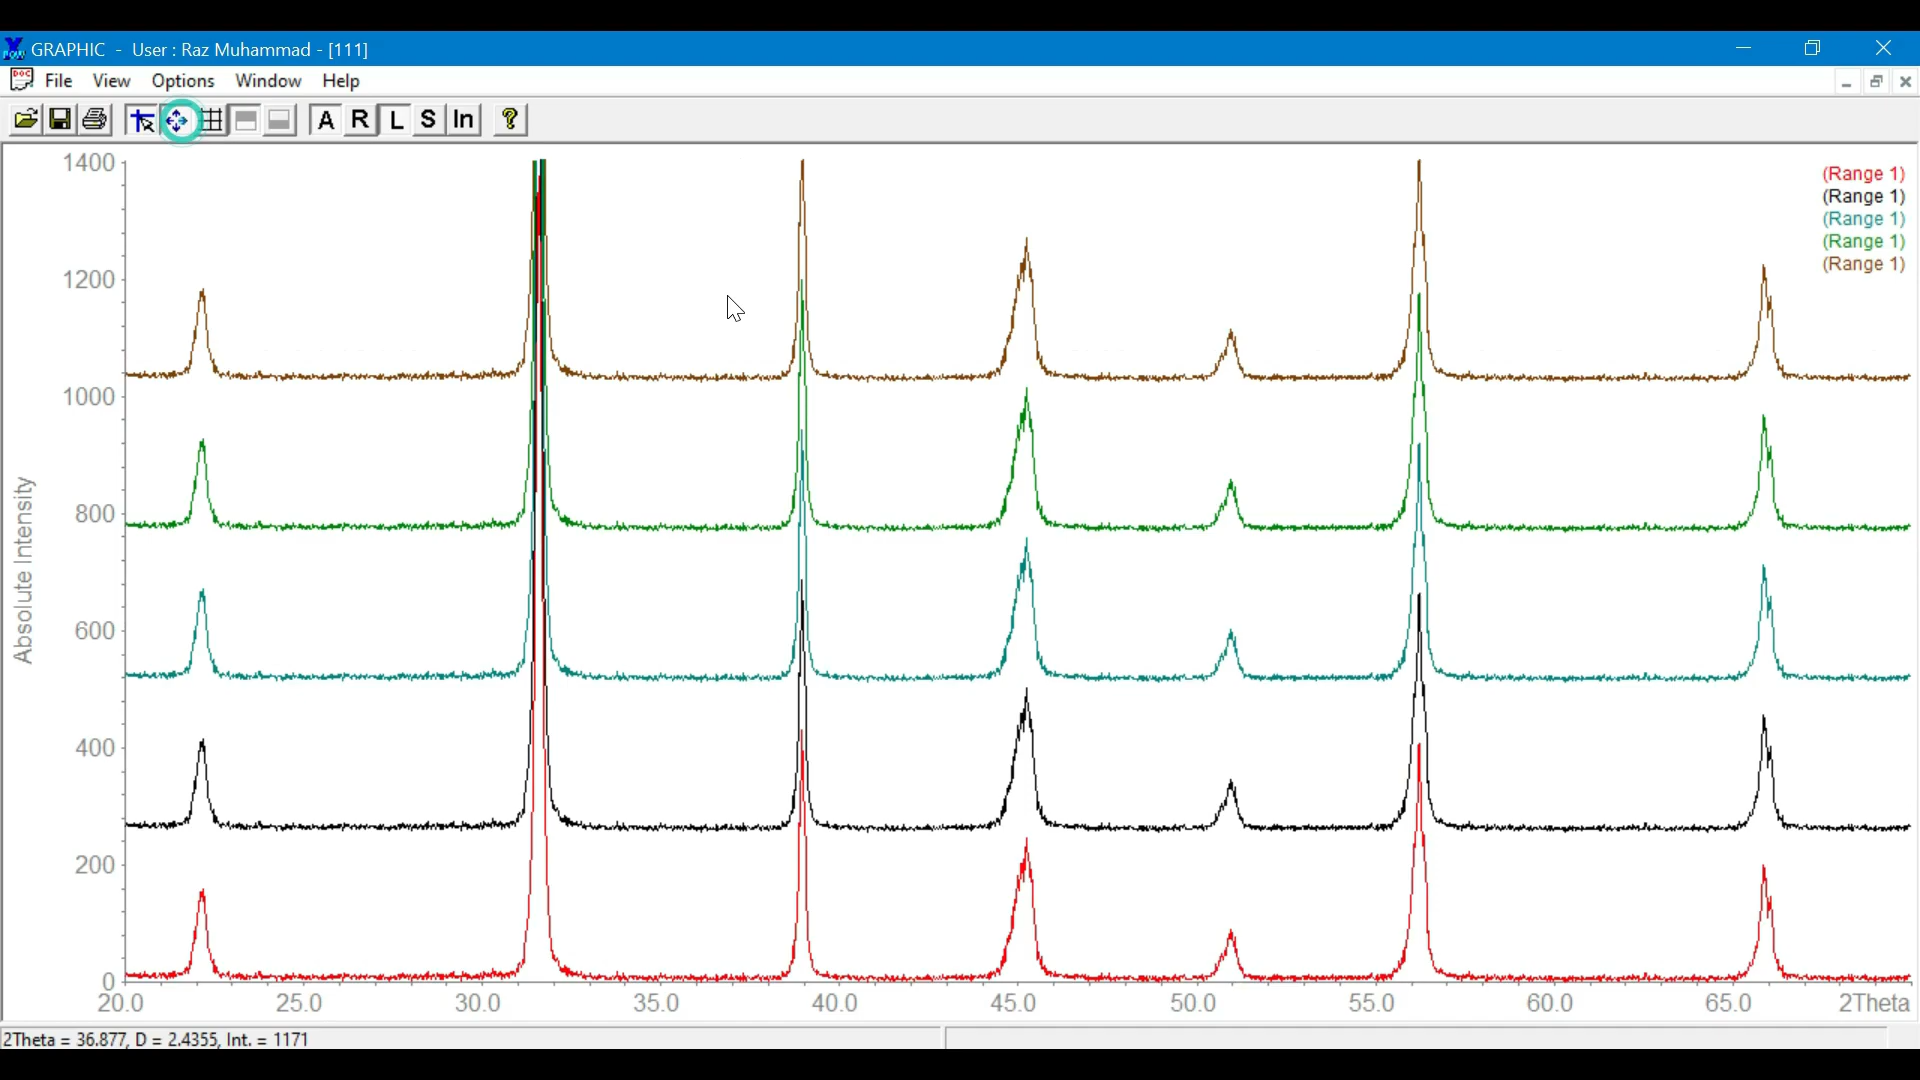 GRAPHIC - User : Raz Muhammad - [111]
DOC File View Options Window Help
A R L S In ?
1400
1200
1000
800
600
400
200
0
Absolute Intensity
(Range 1)
(Range 1)
(Range 1)
(Range 1)
(Range 1)
20.0 25.0 30.0 35.0 40.0 45.0 50.0 55.0 60.0 65.0 2Theta
2Theta = 36.877, D = 2.4355, Int. = 1171